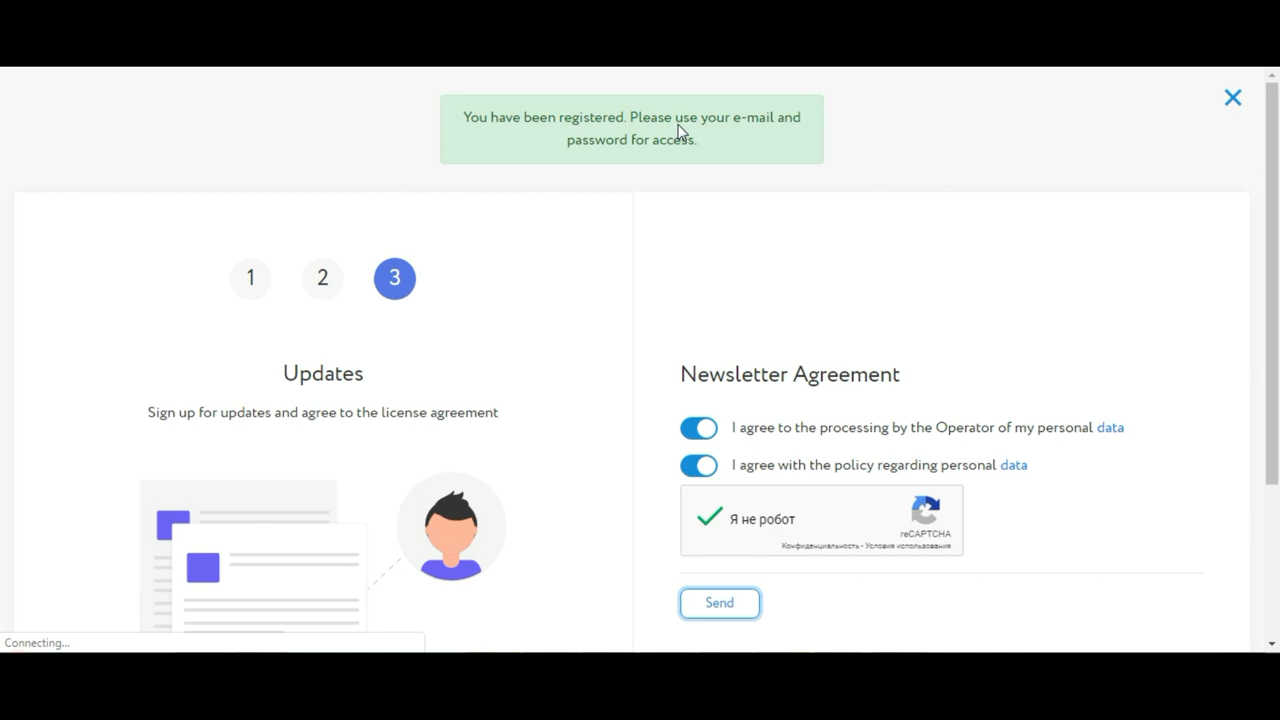 You have been registered. Please use your e-mail and
password for access.
1 2 3
Updates
Sign up for updates and agree to the license agreement
Newsletter Agreement
I agree to the processing by the Operator of my personal data
I agree with the policy regarding personal data
Я не робот
reCAPTCHA
Конфиденциальность - Условия использования
Send
Connecting...